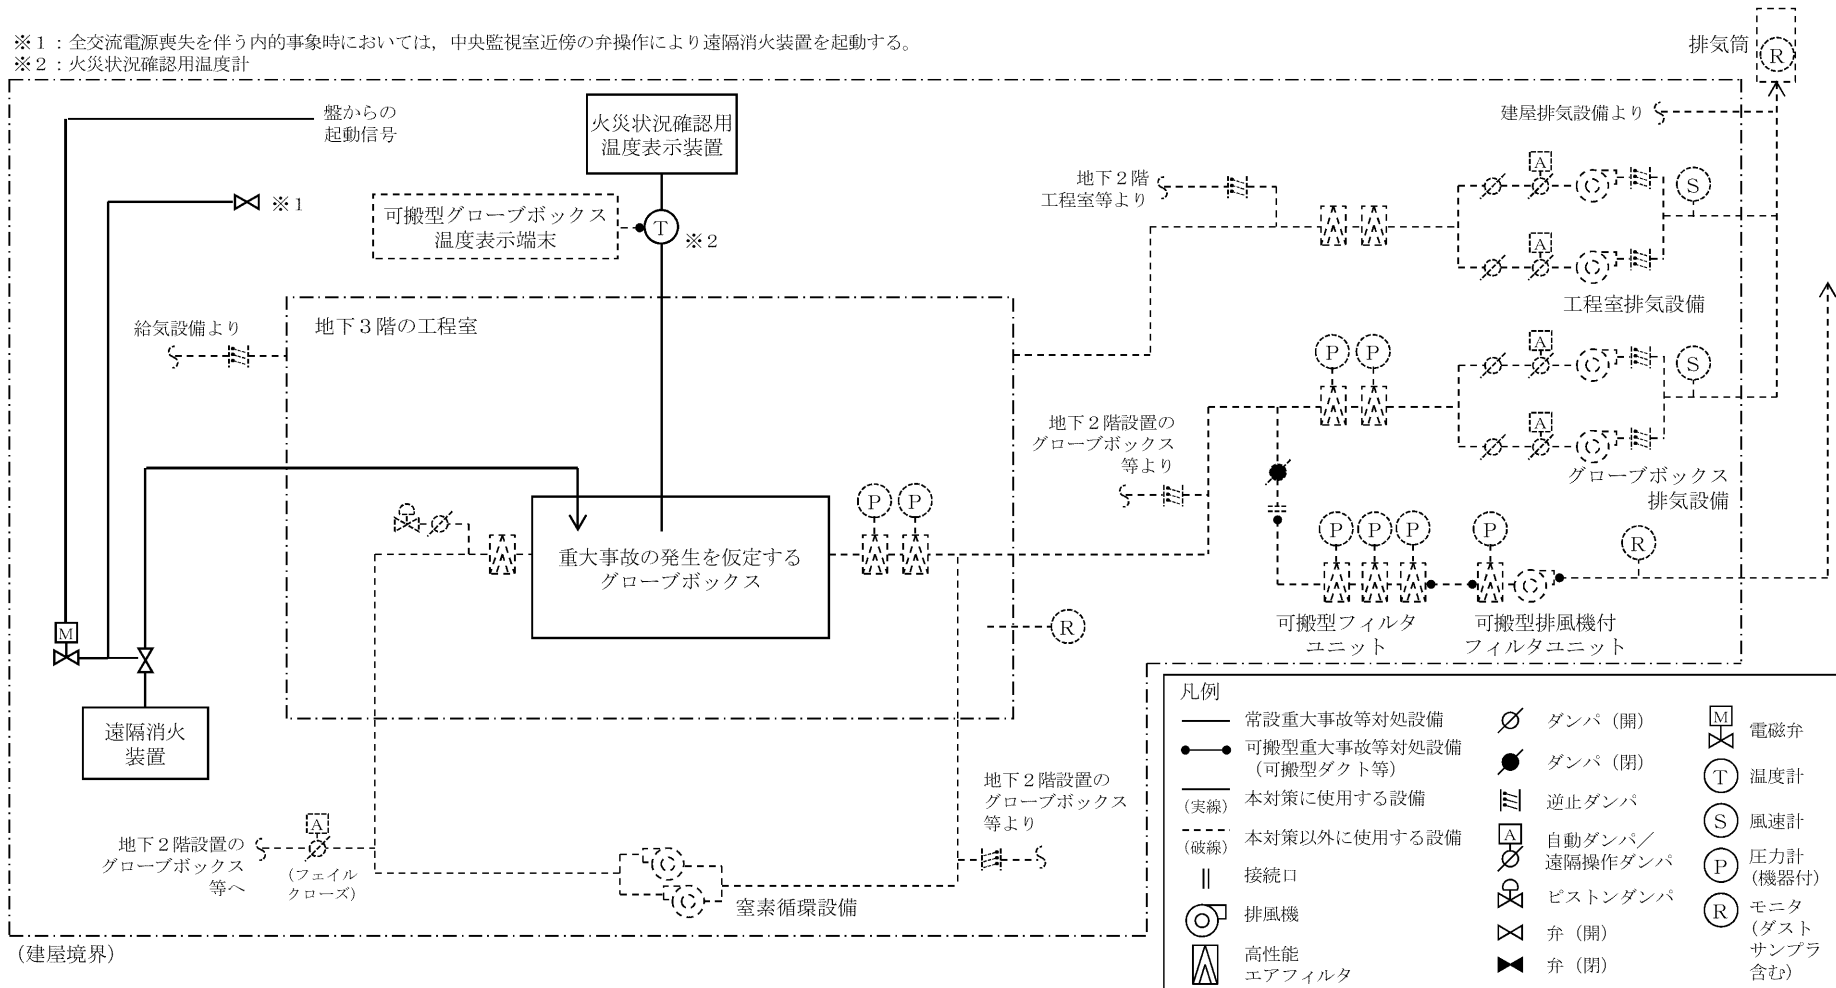 ※１：全交流電源喪失を伴う内的事象時においては，中央監視室近傍の弁操作により遠隔消火装置を起動する。
※２：火災状況確認用温度計
排気筒
R
盤からの
起動信号
火災状況確認用
温度表示装置
建屋排気設備より
※１
可搬型グローブボックス
温度表示端末
T
※２
地下２階
工程室等より
A
S
A
工程室排気設備
給気設備より
地下３階の工程室
P
P
A
S
A
グローブボックス
排気設備
地下２階設置の
グローブボックス
等より
P
P
重大事故の発生を仮定する
グローブボックス
P
P
P
P
R
可搬型フィルタ
ユニット
可搬型排風機付
フィルタユニット
R
M
遠隔消火
装置
地下２階設置の
グローブボックス
等へ
A
（フェイル
クローズ）
窒素循環設備
地下２階設置の
グローブボックス
等より
（建屋境界）
凡例
常設重大事故等対処設備
可搬型重大事故等対処設備
（可搬型ダクト等）
（実線）
本対策に使用する設備
（破線）
本対策以外に使用する設備
接続口
排風機
高性能
エアフィルタ
ダンパ（開）
ダンパ（閉）
逆止ダンパ
A
自動ダンパ／
遠隔操作ダンパ
ピストンダンパ
弁（開）
弁（閉）
M
電磁弁
T
温度計
S
風速計
P
圧力計
（機器付）
R
モニタ
（ダスト
サンプラ
含む）